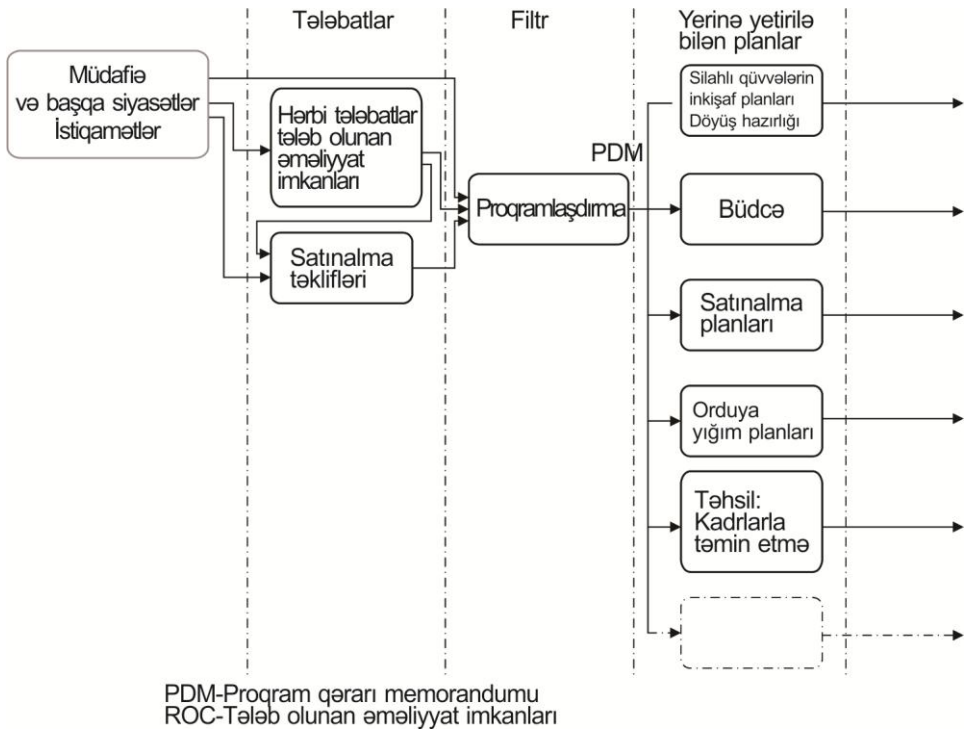 Tələbatlar
Filtr
Yerinə yetirilə
bilən planlar
Müdafiə
və başqa siyasətlər
İstiqamətlər
Hərbi tələbatlar
tələb olunan
əməliyyat
imkanları
Satınalma
təklifləri
Proqramlaşdırma
PDM
Silahlı qüvvələrin
inkişaf planları
Döyüş hazırlığı
Büdcə
Satınalma
planları
Orduya
yığım planları
Təhsil:
Kadrlarla
təmin etmə
PDM-Proqram qərarı memorandumu
ROC-Tələb olunan əməliyyat imkanları